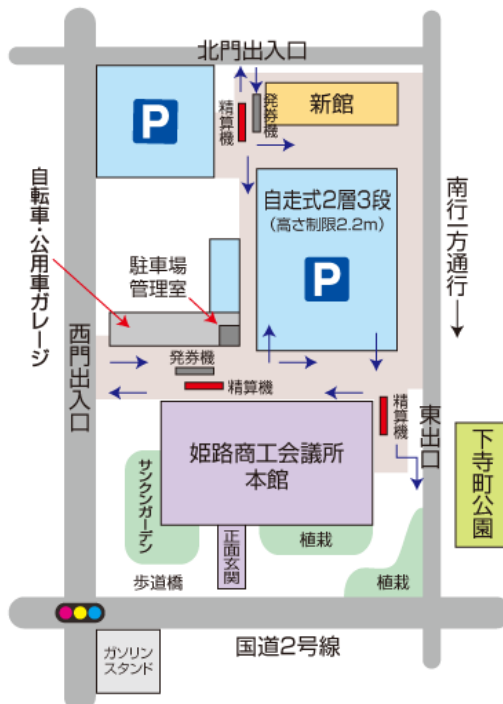 北門出入口
P
精算機
発券機
新館
自走式2層3段
(高さ制限2.2m)
P
南行一方通行
自転車・公用車ガレージ
駐車場
管理室
西門出入口
発券機
精算機
精算機
東出口
下寺町公園
姫路商工会議所
本館
サンクンガーデン
正面玄関
植栽
植栽
歩道橋
国道2号線
ガソリン
スタンド